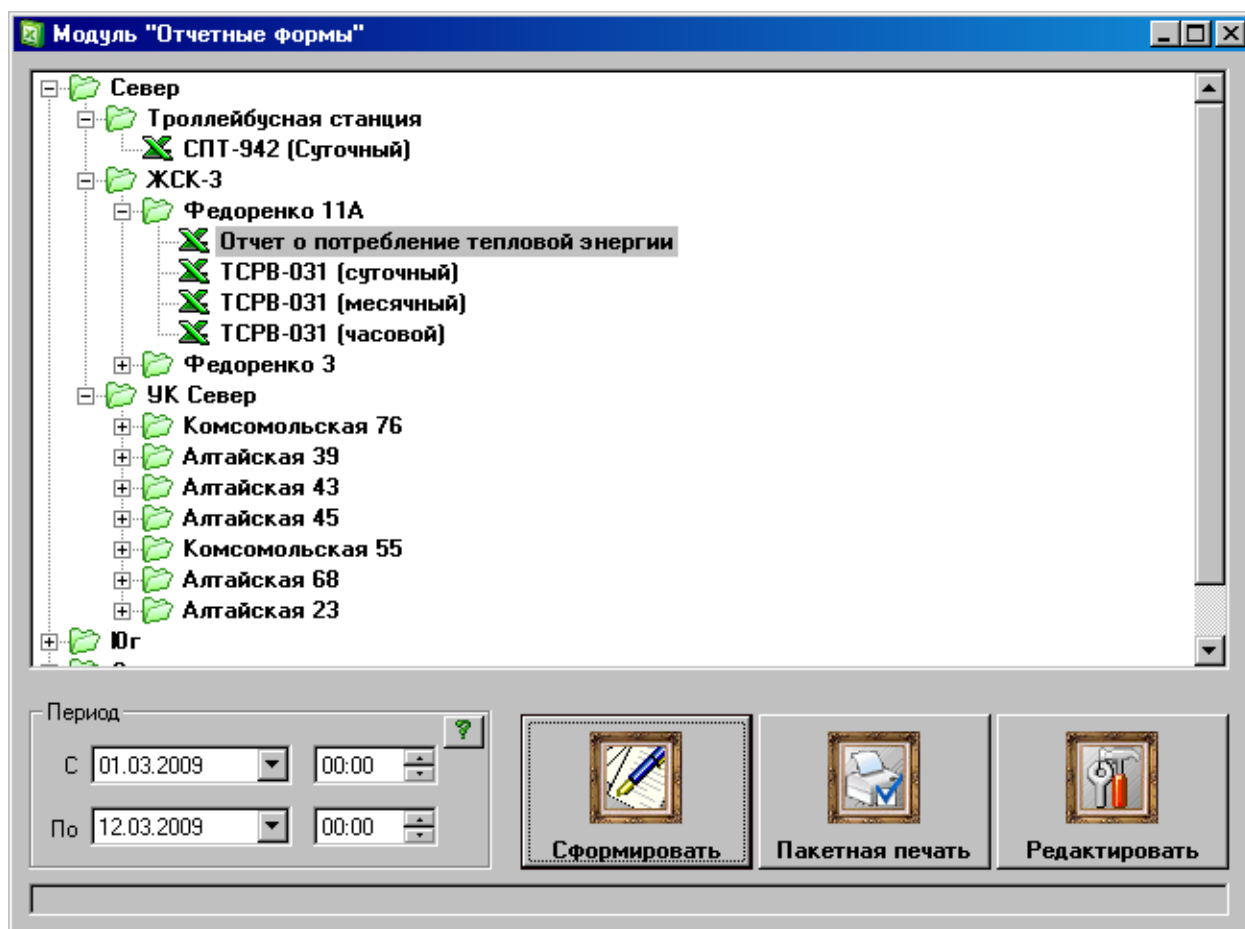 Модуль "Отчетные формы"
Север
Троллейбусная станция
СПТ-942 (Суточный)
ЖСК-3
Федоренко 11А
Отчет о потребление тепловой энергии
ТСРВ-031 (суточный)
ТСРВ-031 (месячный)
ТСРВ-031 (часовой)
Федоренко 3
УК Север
Комсомольская 76
Алтайская 39
Алтайская 43
Алтайская 45
Комсомольская 55
Алтайская 68
Алтайская 23
Юг
Период
?
С 01.03.2009 00:00
По 12.03.2009 00:00
Сформировать Пакетная печать Редактировать